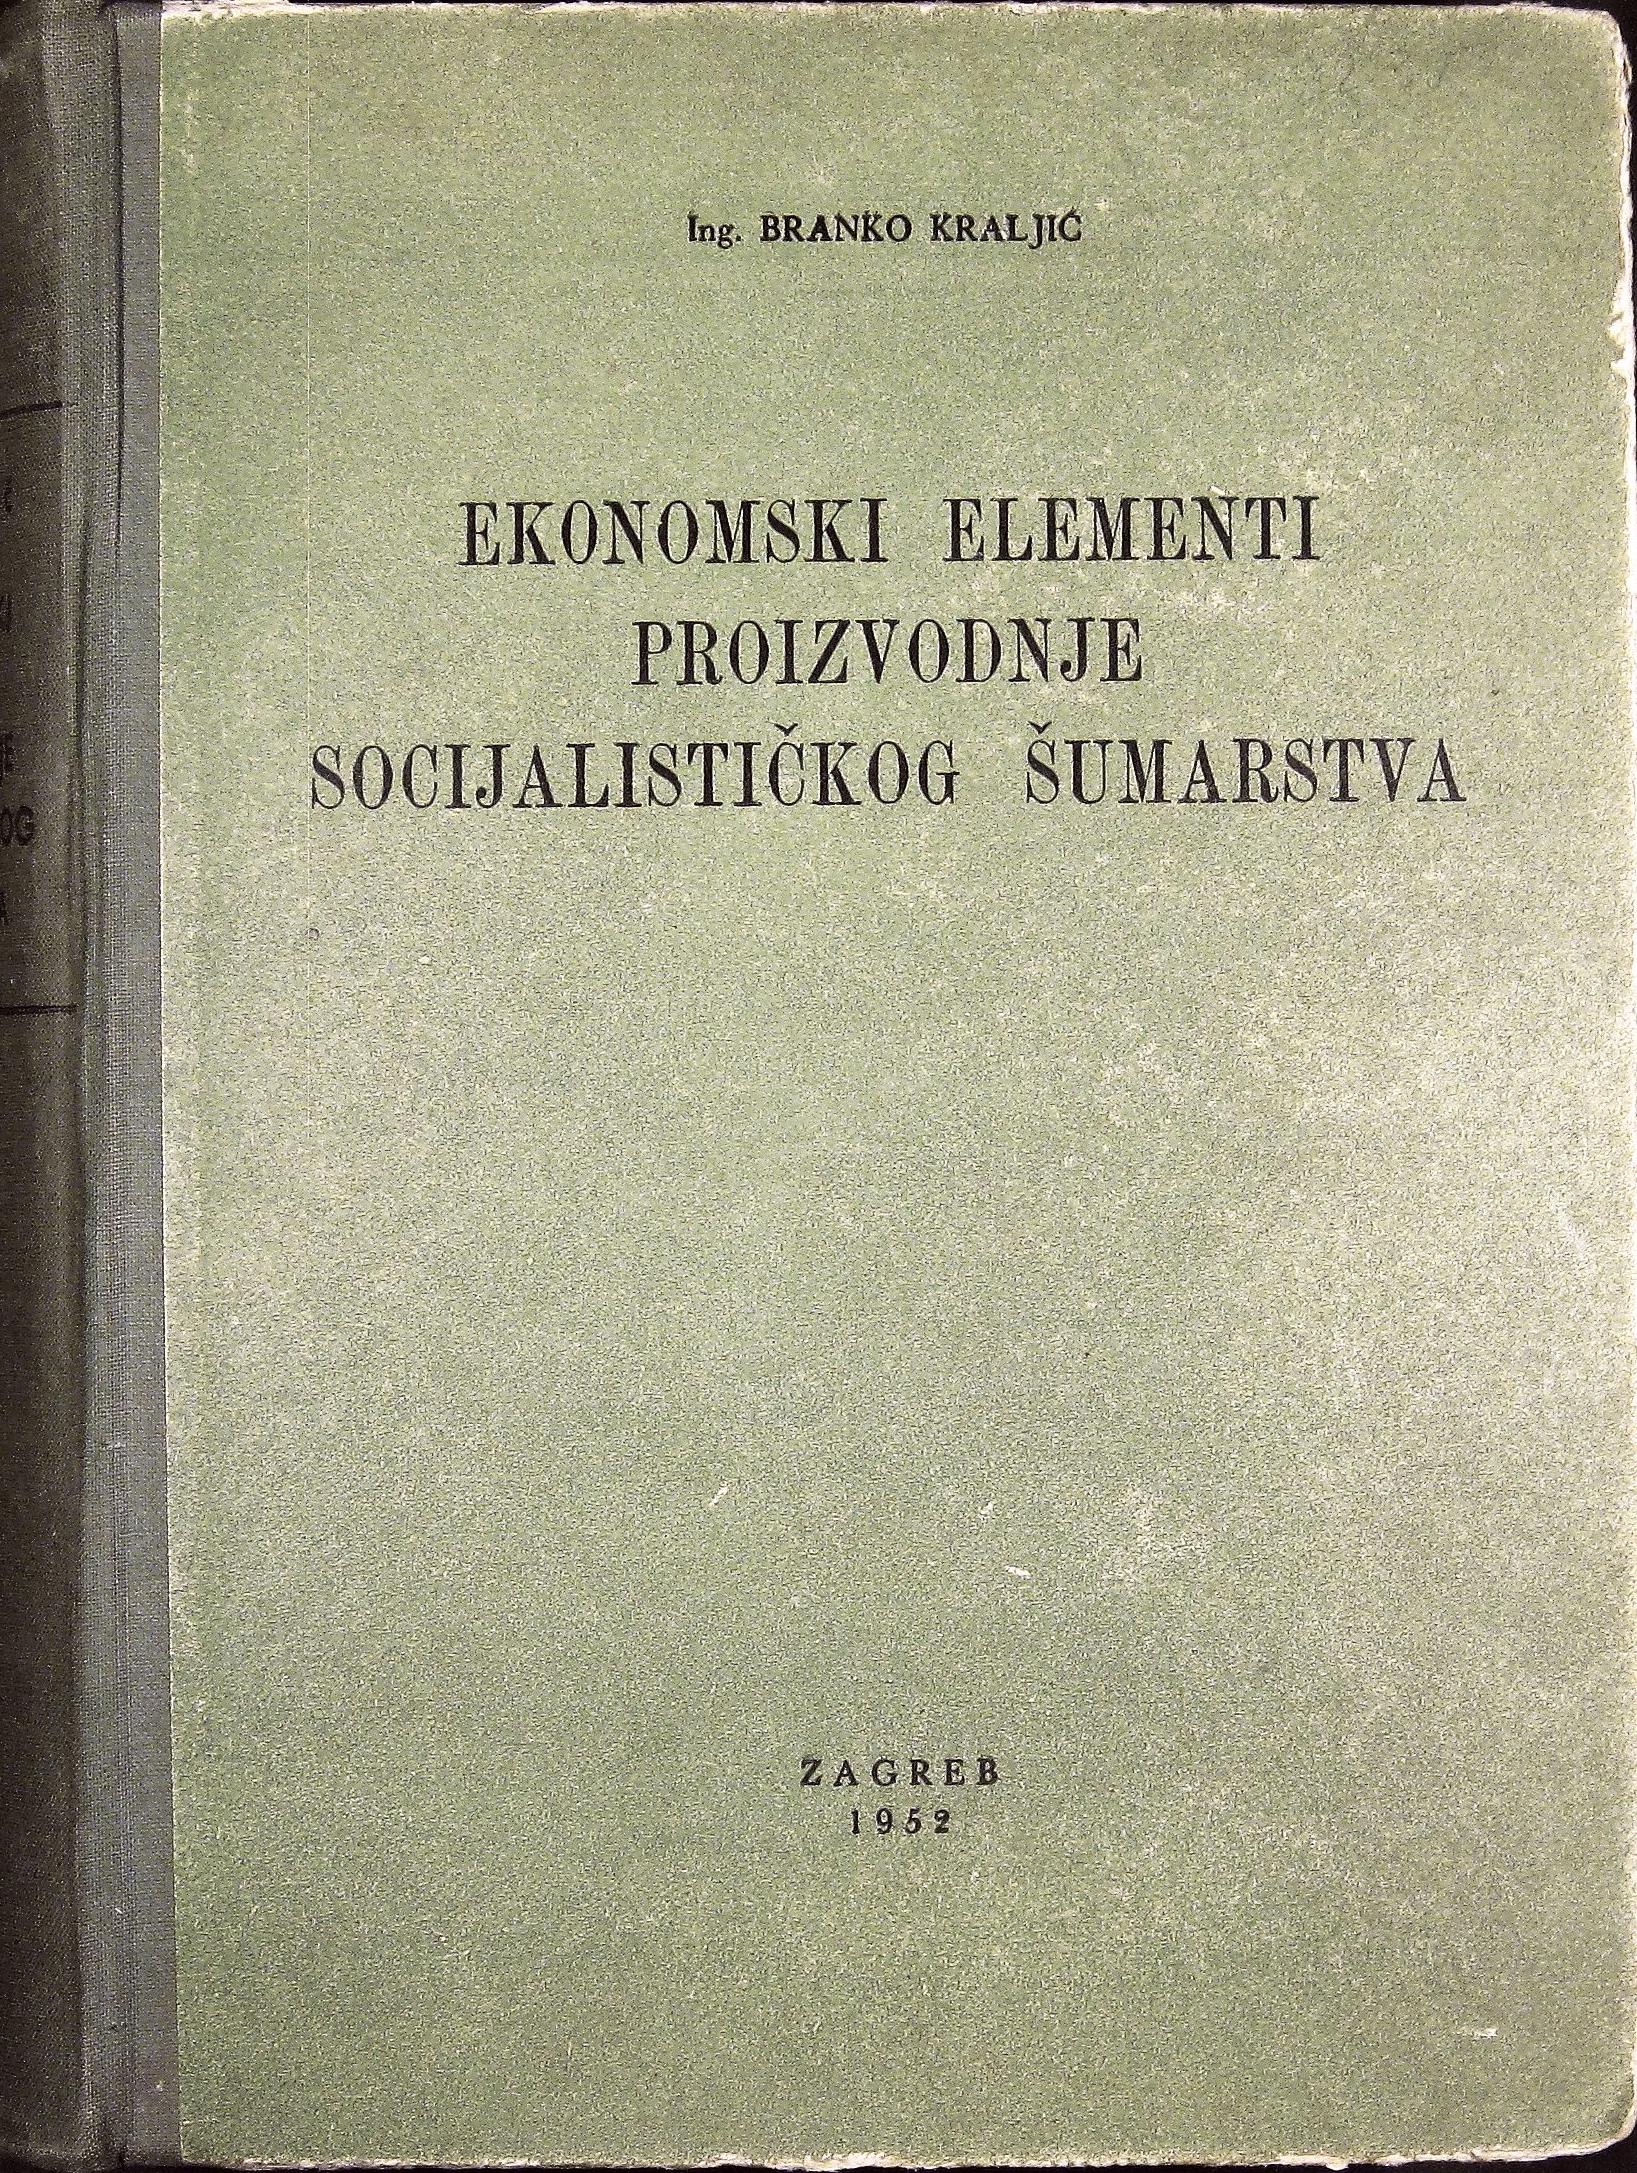 Ing. BRANKO KRALJIĆ
EKONOMSKI ELEMENTI
PROIZVODNJE
SOCIJALISTIČKOG ŠUMARSTVA
ZAGREB
1952